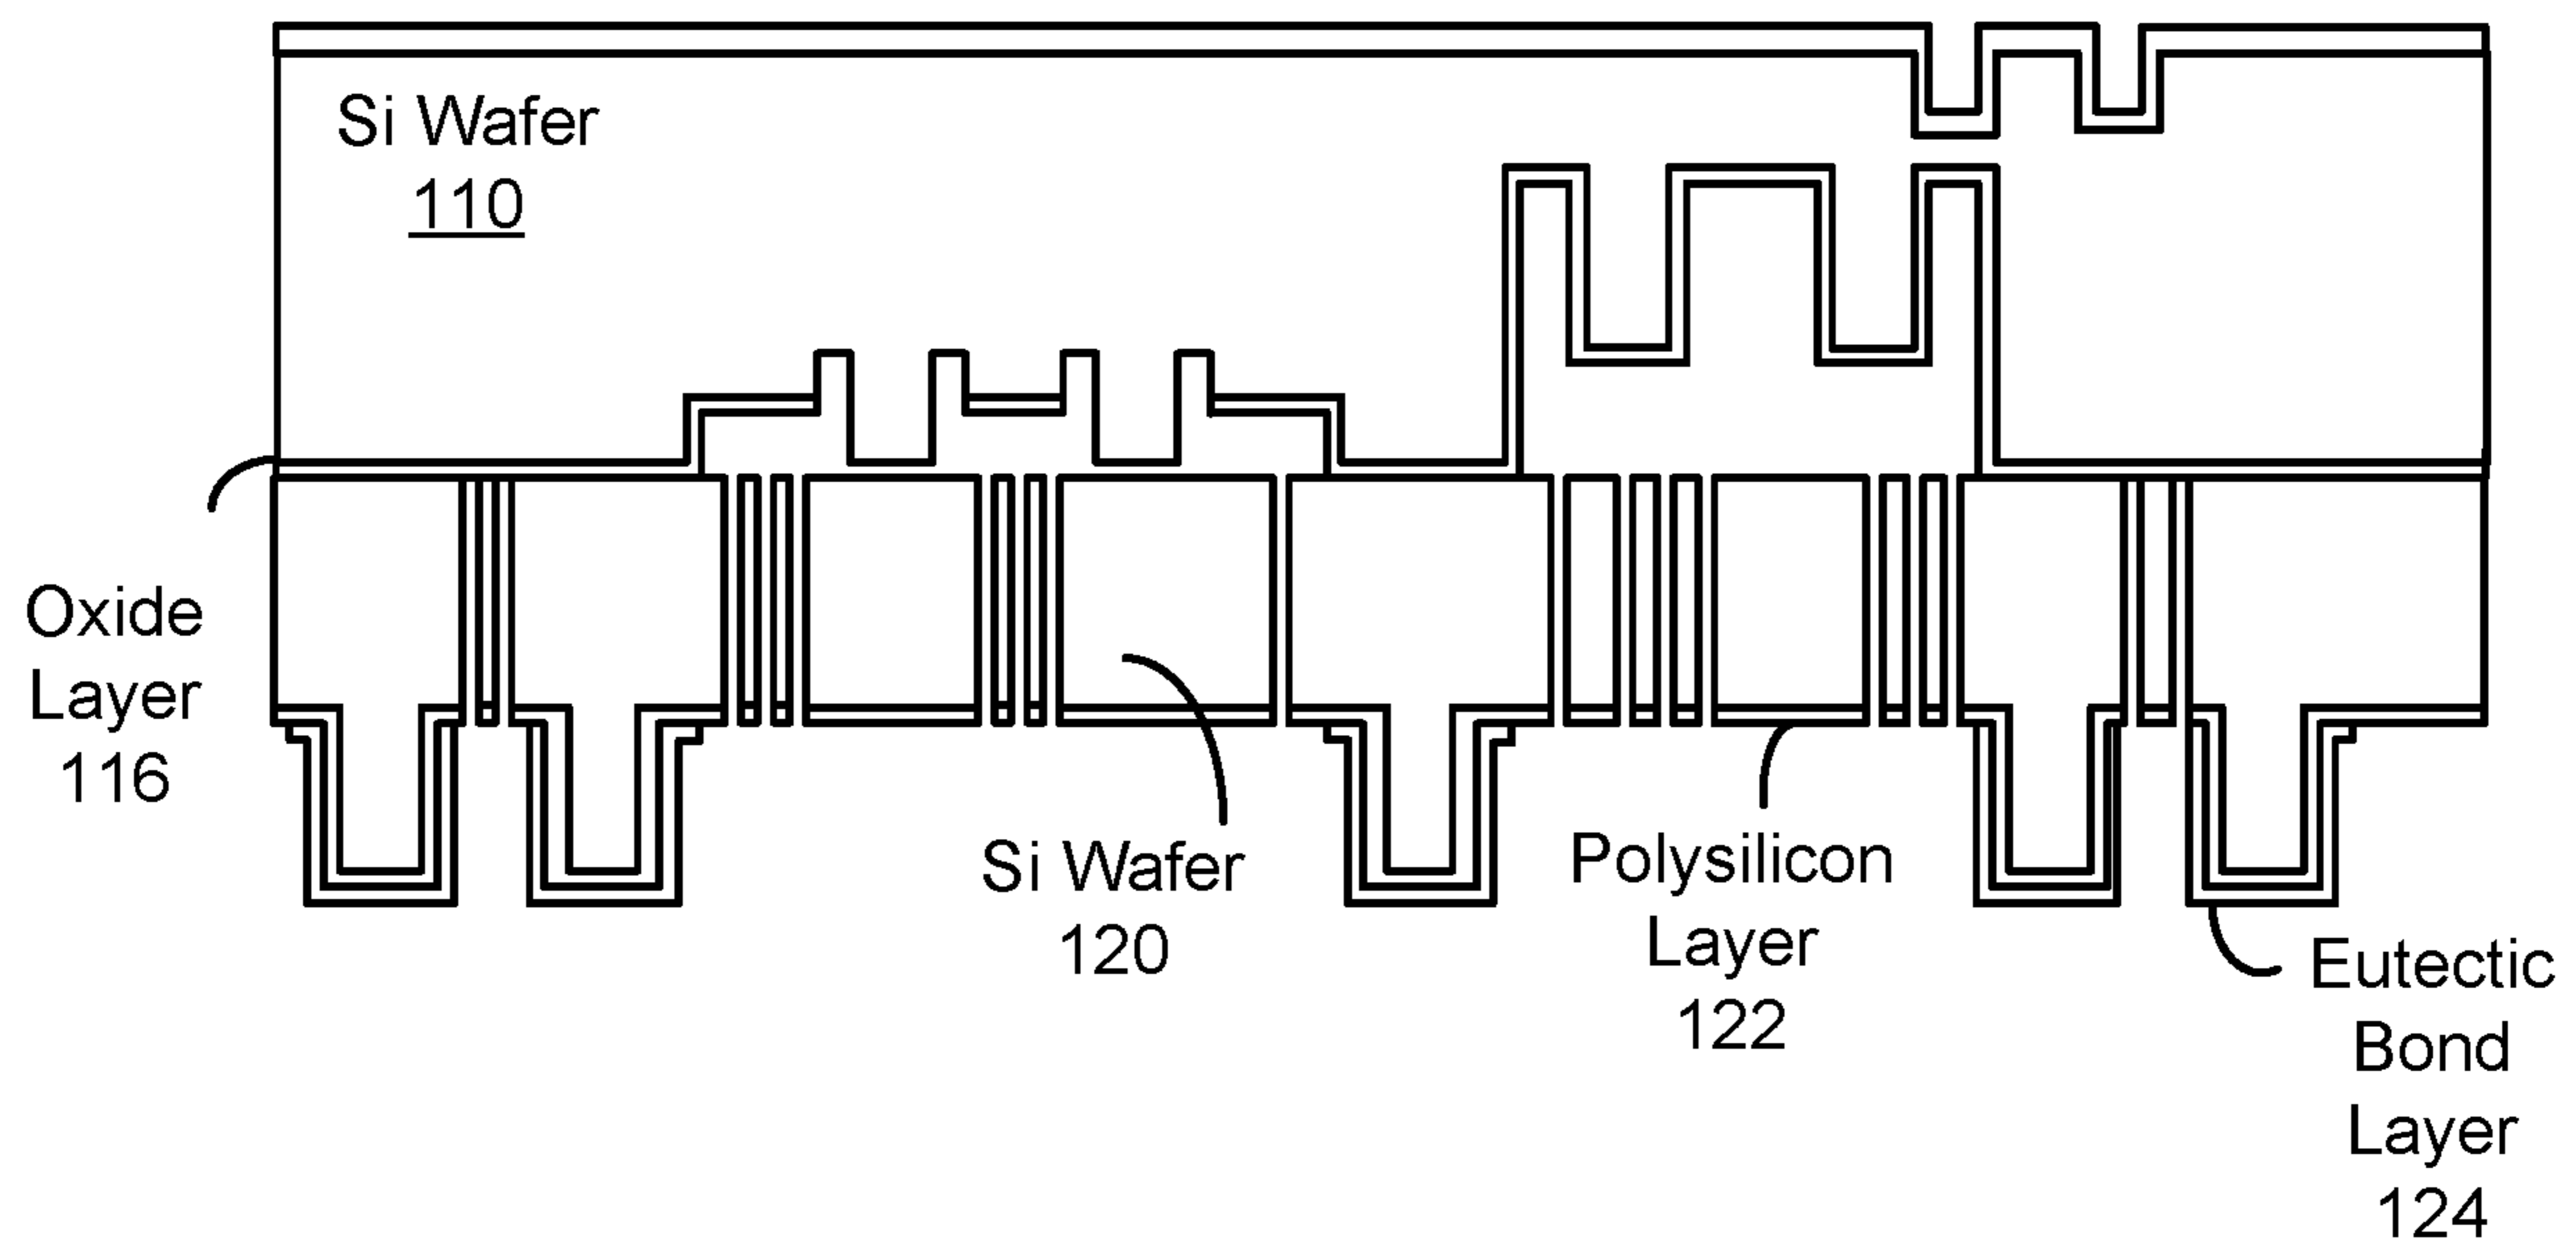 Si Wafer
110
Oxide
Layer
116
Si Wafer
120
Polysilicon
Layer
122
Eutectic
Bond
Layer
124